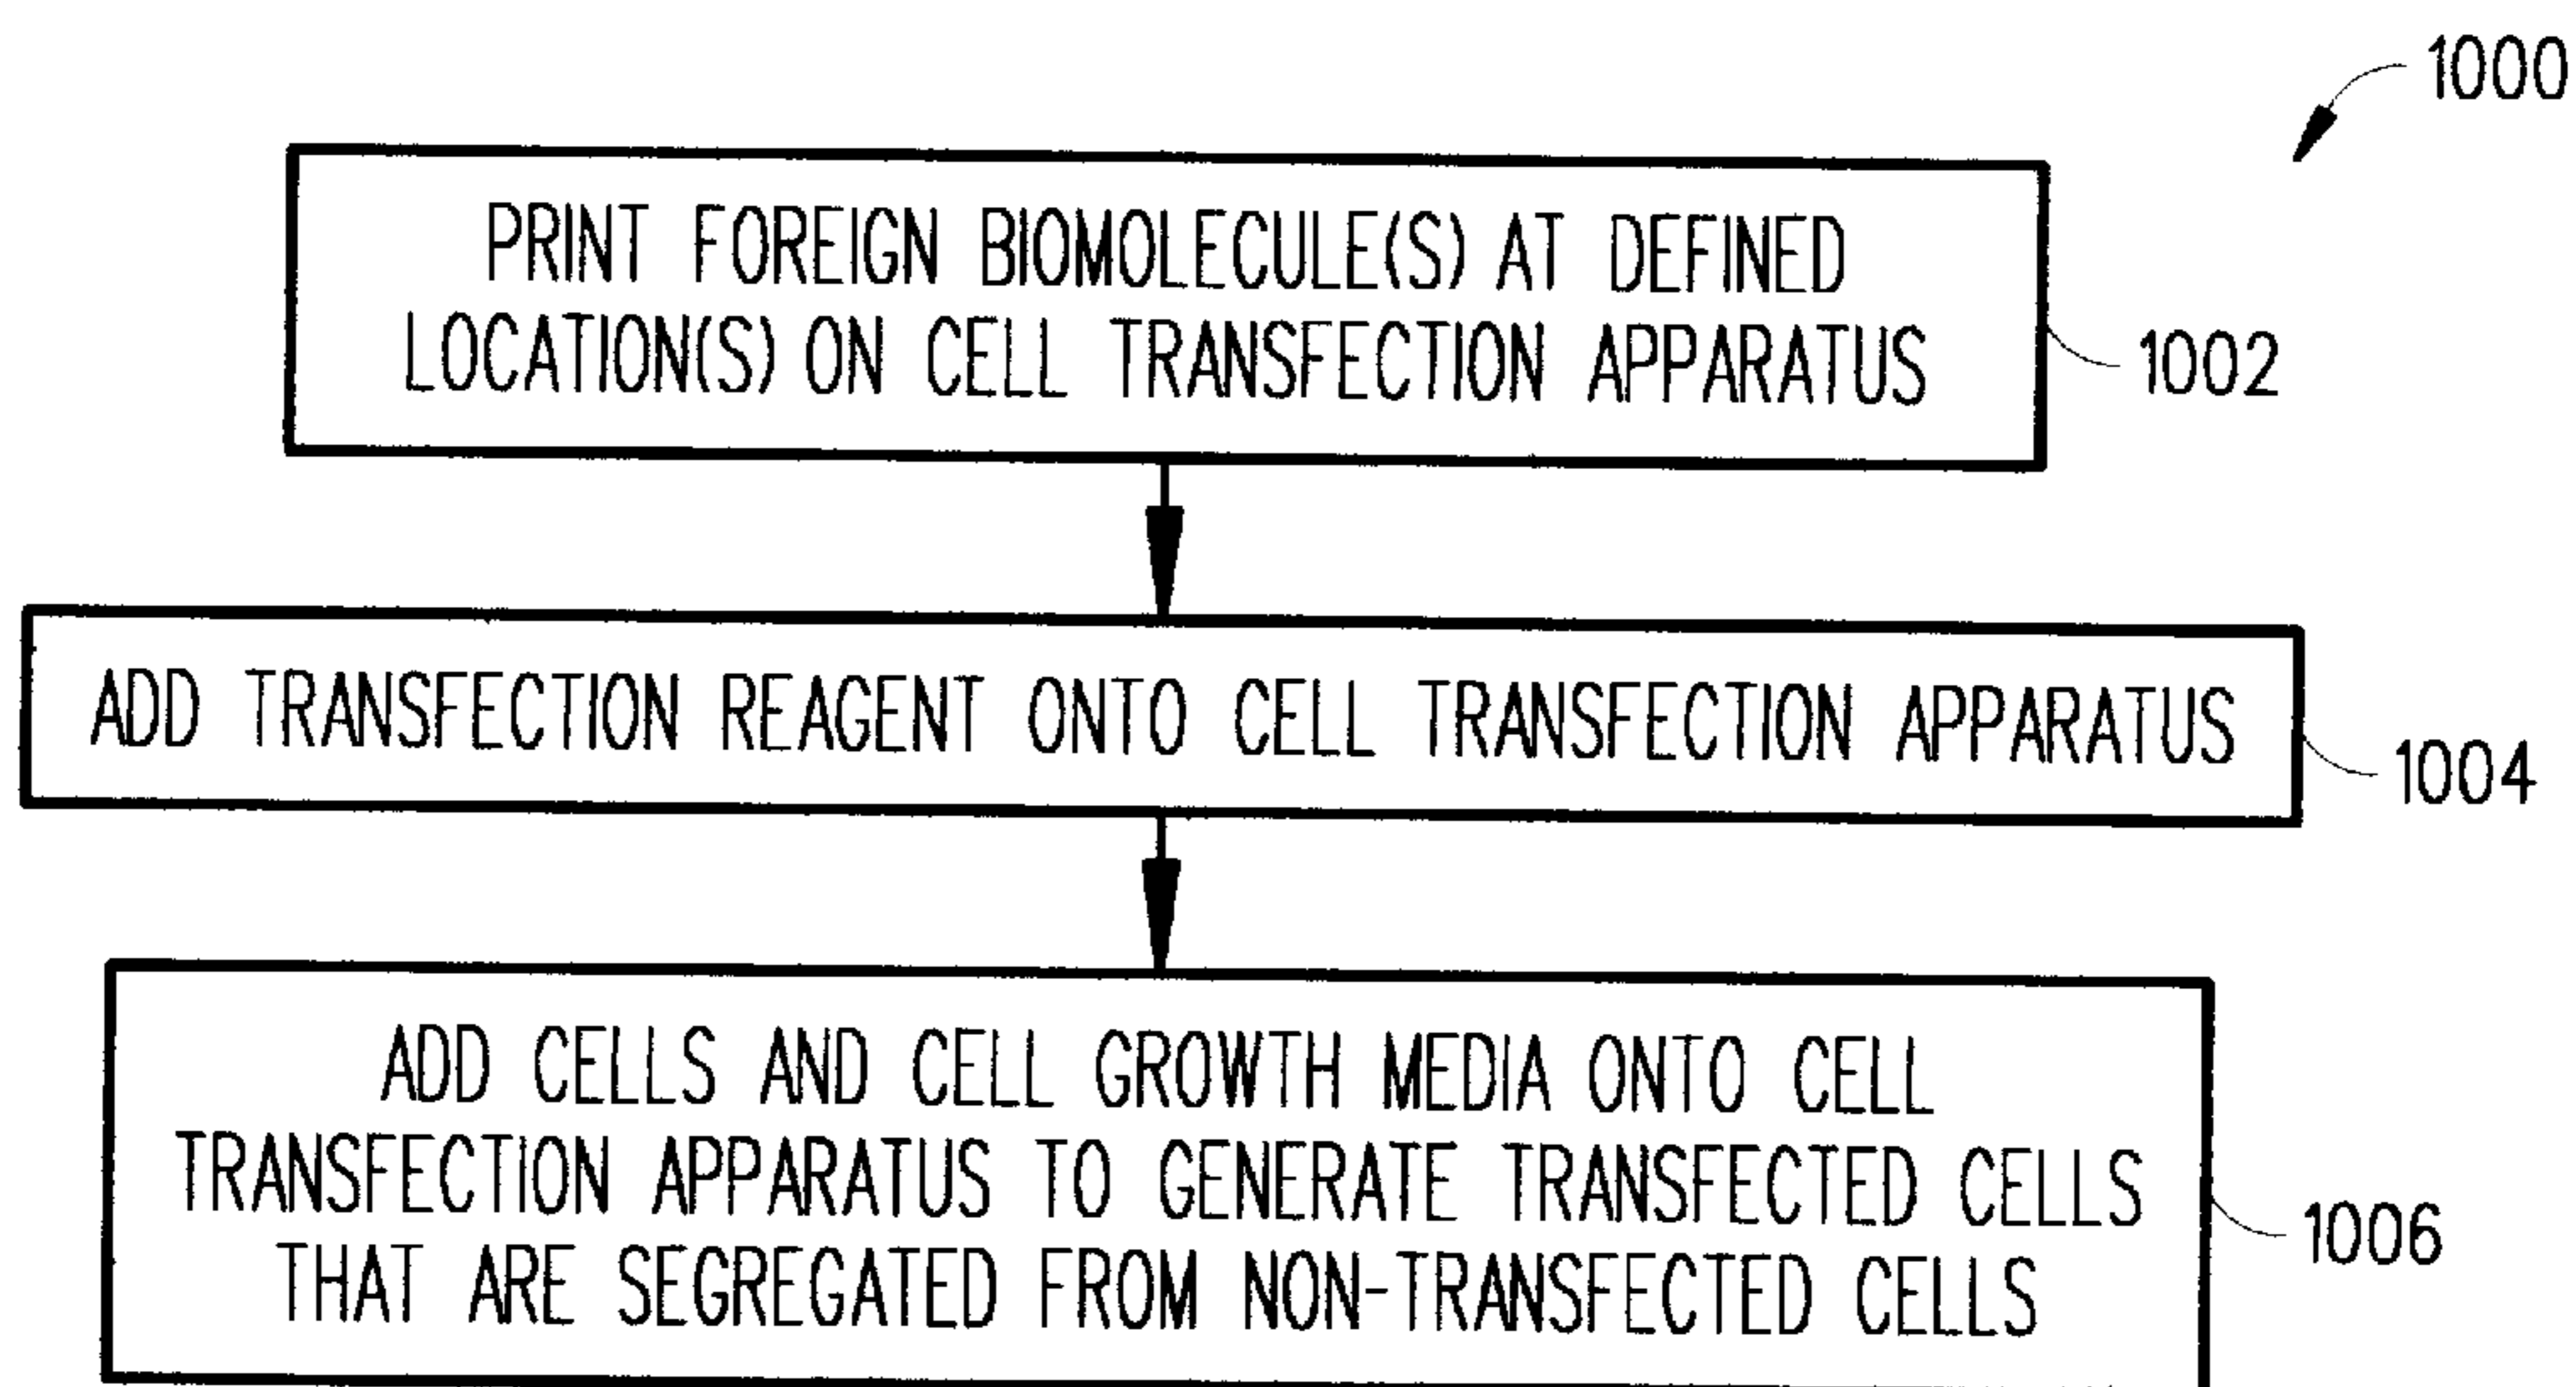 1000
PRINT FOREIGN BIOMOLECULE(S) AT DEFINED
LOCATION(S) ON CELL TRANSFECTION APPARATUS
1002
ADD TRANSFECTION REAGENT ONTO CELL TRANSFECTION APPARATUS
1004
ADD CELLS AND CELL GROWTH MEDIA ONTO CELL
TRANSFECTION APPARATUS TO GENERATE TRANSFECTED CELLS
THAT ARE SEGREGATED FROM NON-TRANSFECTED CELLS
1006